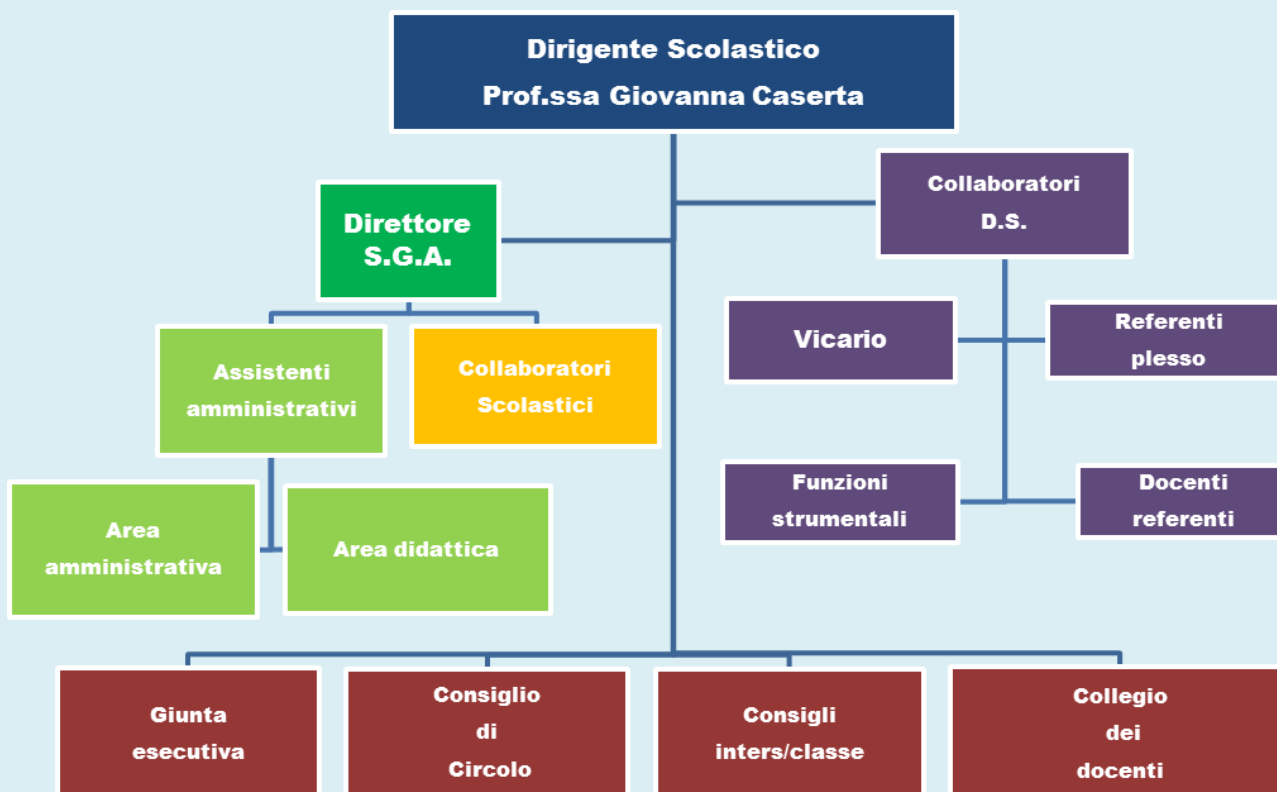 Dirigente Scolastico
Prof.ssa Giovanna Caserta
Collaboratori
D.S.
Direttore
S.G.A.
Vicario
Referenti
plesso
Assistenti
amministrativi
Collaboratori
Scolastici
Funzioni
strumentali
Docenti
referenti
Area
amministrativa
Area didattica
Giunta
esecutiva
Consiglio
di
Circolo
Consigli
inters/classe
Collegio
dei
docenti